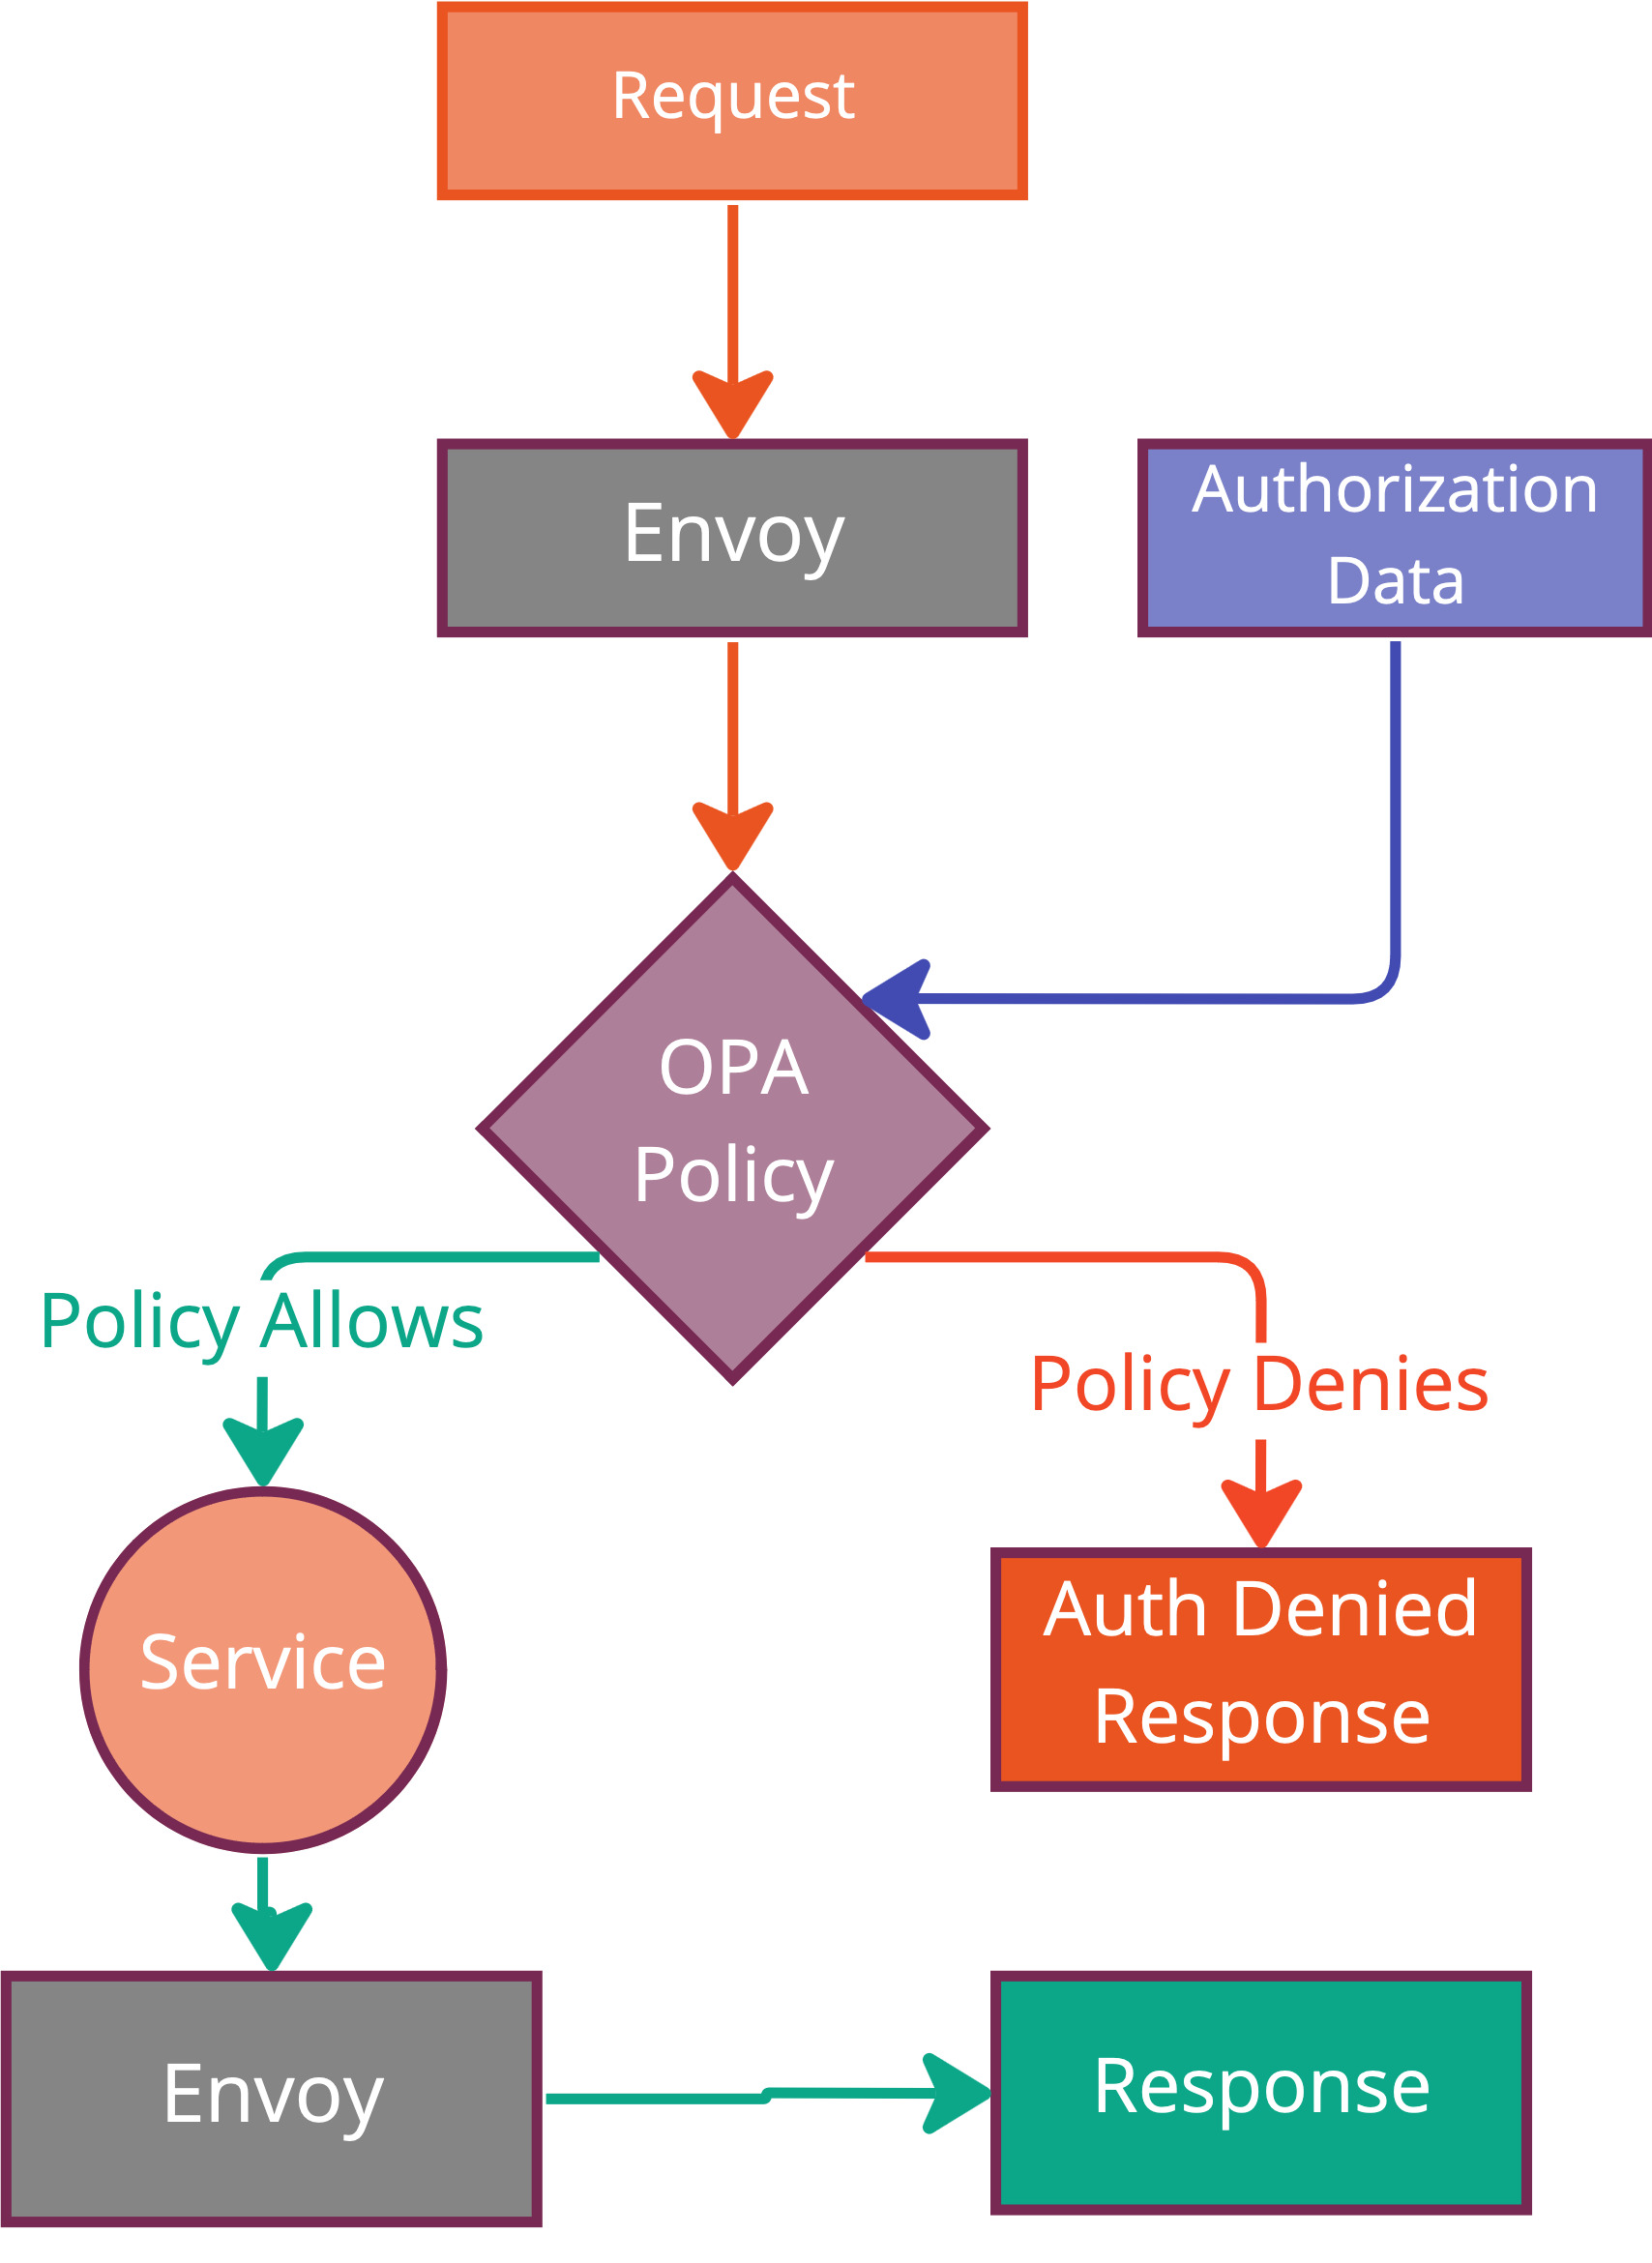 Request
Envoy
Authorization
Data
OPA
Policy
Policy Allows
Policy Denies
Service
Auth Denied
Response
Envoy
Response